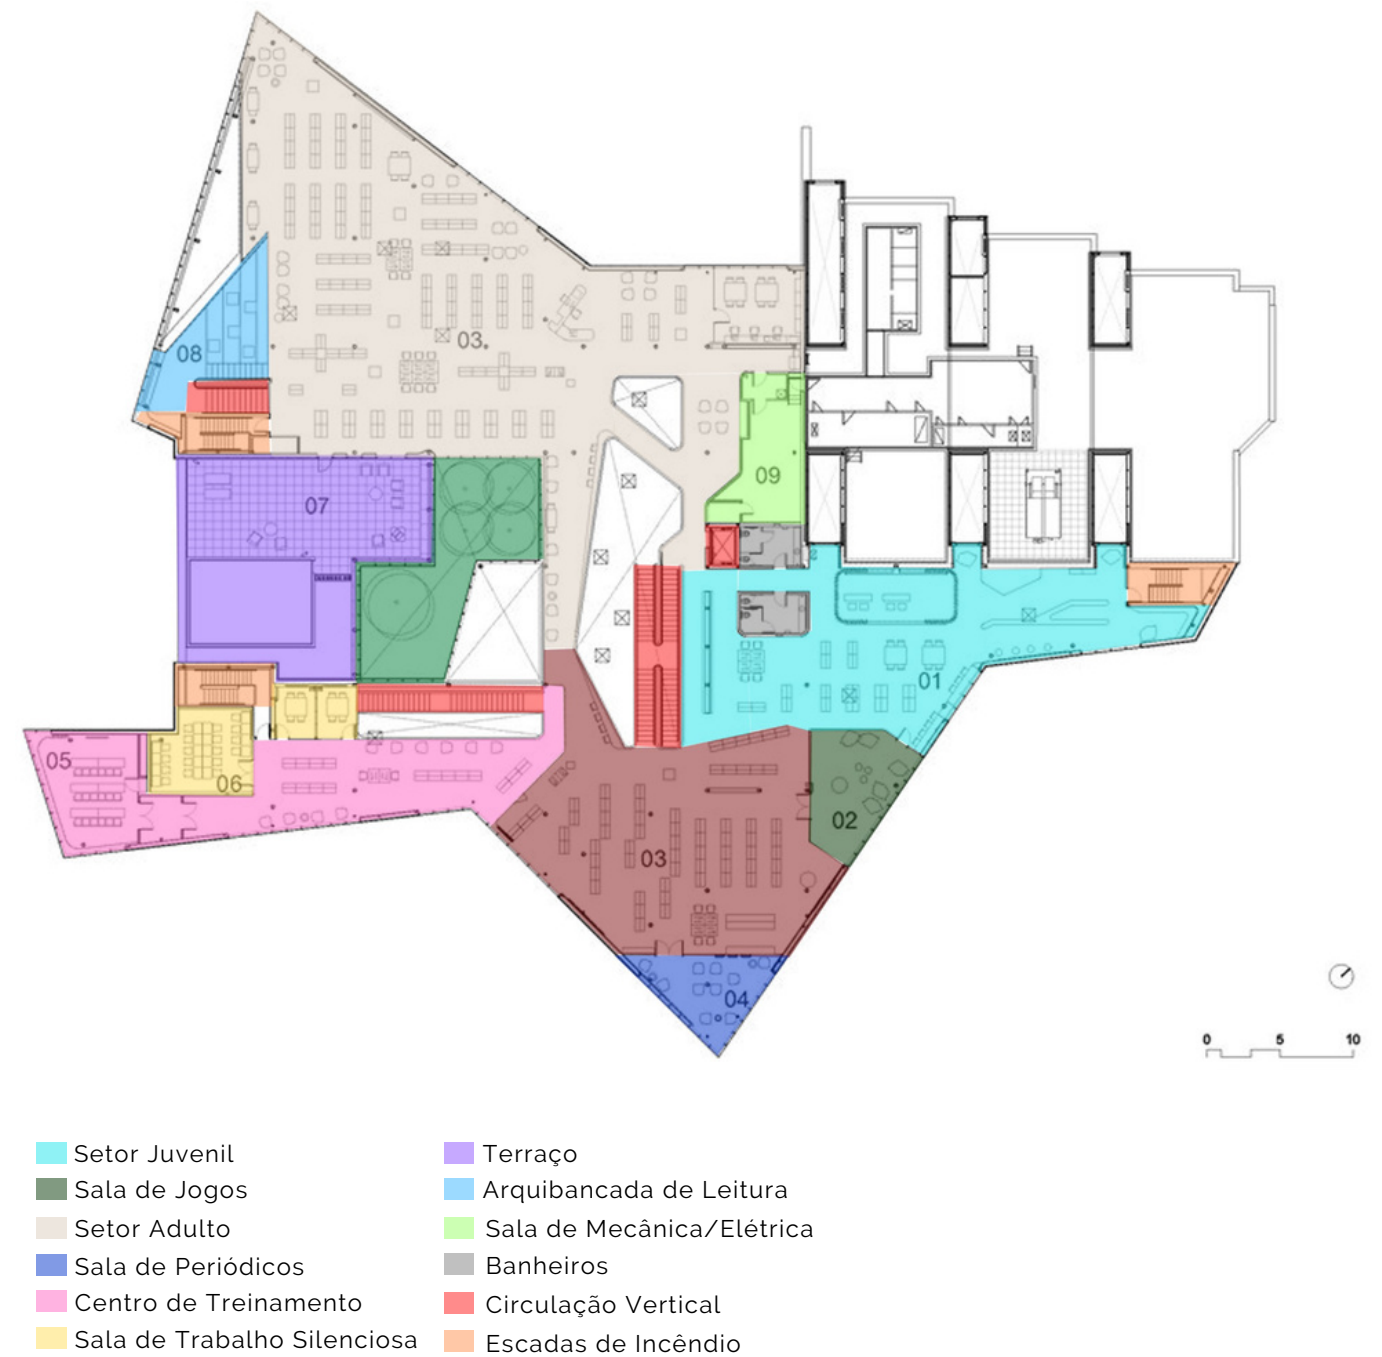 03
08
09
07
01
05
06
02
03
04
0 5 10
Setor Juvenil
Sala de Jogos
Setor Adulto
Sala de Periódicos
Centro de Treinamento
Sala de Trabalho Silenciosa
Terraço
Arquibancada de Leitura
Sala de Mecânica/Elétrica
Banheiros
Circulação Vertical
Escadas de Incêndio